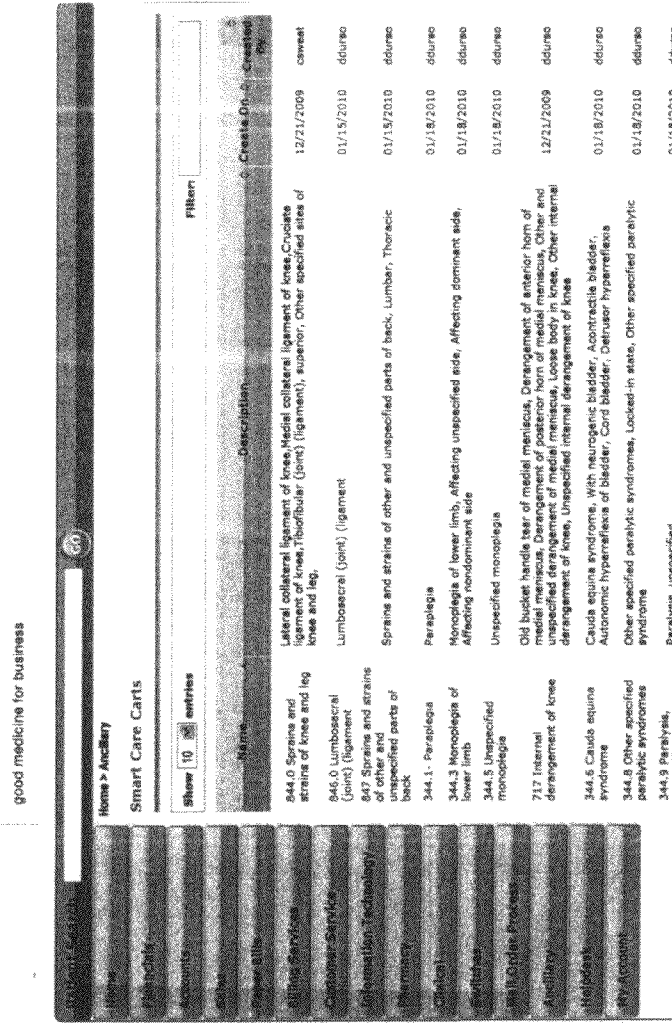 good medicine for business
Patient Search
GO
Home
Accounts
Sales
Paper Bills
Billing Services
Customer Service
Information Technology
Pharmacy
Clinical
Mail Order Process
Ancillary
Helpdesk
My Account
Home > Ancillary
Smart Care Carts
Show 10 entries
Filter:
Name Description Create On Created By
844.0 Sprains and strains of knee and leg
Lateral collateral ligament of knee,Medial collateral ligament of knee,Cruciate
ligament of knee,Tibiofibular (joint) (ligament), superior, Other specified sites of
knee and leg,
12/21/2009 csweat
846.0 Lumbosacral
(joint) (ligament
Lumbosacral (joint) (ligament
01/15/2010 ddurso
847 Sprains and strains
of other and
unspecified parts of
back
Sprains and strains of other and unspecified parts of back, Lumbar, Thoracic
01/15/2010 ddurso
344.1- Paraplegia
Paraplegia
01/18/2010 ddurso
344.3 Monoplegia of
lower limb
Monoplegia of lower limb, Affecting unspecified side, Affecting dominant side,
Affecting nondominant side
01/18/2010 ddurso
344.5 Unspecified
monoplegia
Unspecified monoplegia
01/18/2010 ddurso
717 Internal
derangement of knee
Old bucket handle tear of medial meniscus, Derangement of anterior horn of
medial meniscus, Derangement of posterior horn of medial meniscus, Other and
unspecified derangement of medial meniscus, Loose body in knee, Other internal
derangement of knee, Unspecified internal derangement of knee
12/21/2009 ddurso
344.6 Cauda equina
syndrome
Cauda equina syndrome, With neurogenic bladder, Acontractile bladder,
Autonomic hyperreflexia of bladder, Cord bladder, Detrusor hyperreflexia
01/18/2010 ddurso
344.8 Other specified
paralytic syndromes
Other specified paralytic syndromes, Locked-in state, Other specified paralytic
syndrome
01/18/2010 ddurso
344.9 Paralysis,
Paralysis, unspecified